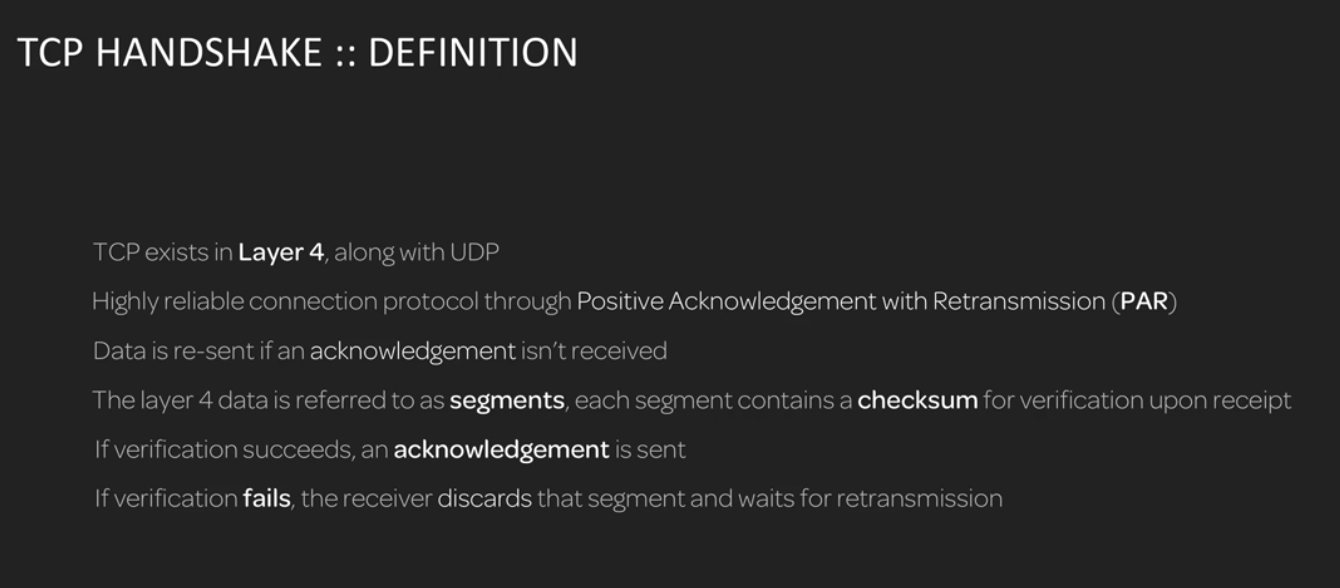 TCP HANDSHAKE :: DEFINITION
TCP exists in Layer 4, along with UDP
Highly reliable connection protocol through Positive Acknowledgement with Retransmission (PAR)
Data is re-sent if an acknowledgement isn't received
The layer 4 data is referred to as segments, each segment contains a checksum for verification upon receipt
If verification succeeds, an acknowledgement is sent
If verification fails, the receiver discards that segment and waits for retransmission